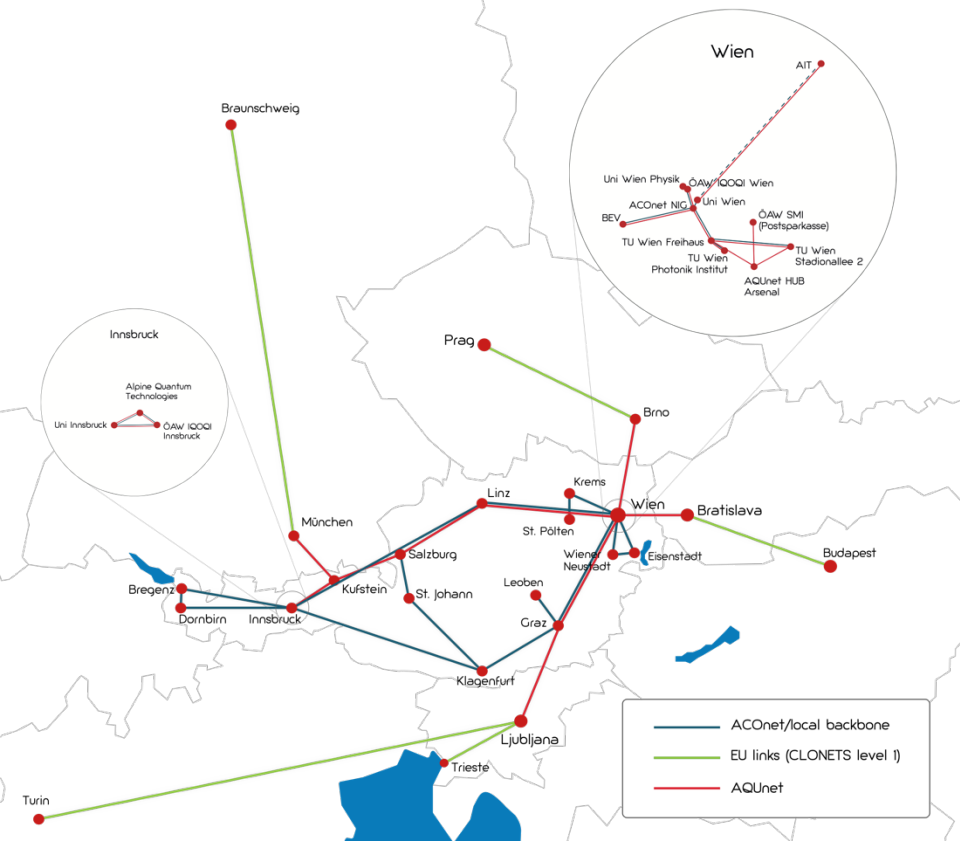 Wien
AIT
Braunschweig
Uni Wien Physik
ÖAW IQOQI Wien
Uni Wien
ACOnet NIG
BEV
ÖAW SMI
(Postsparkasse)
TU Wien Freihaus
TU Wien
Stadionallee 2
TU Wien
Photonik Institut
AQUnet HUB
Arsenal
Innsbruck
Prag
Alpine Quantum
Technologies
Uni Innsbruck
ÖAW IQOQI
Innsbruck
Brno
Krems
Linz
Wien
Bratislava
München
St. Pölten
Salzburg
Wiener
Neustadt
Eisenstadt
Budapest
Bregenz
Kufstein
Leoben
St. Johann
Dornbirn
Innsbruck
Graz
Klagenfurt
Ljubljana
Trieste
Turin
ACOnet/local backbone
EU links (CLONETS level 1)
AQUnet